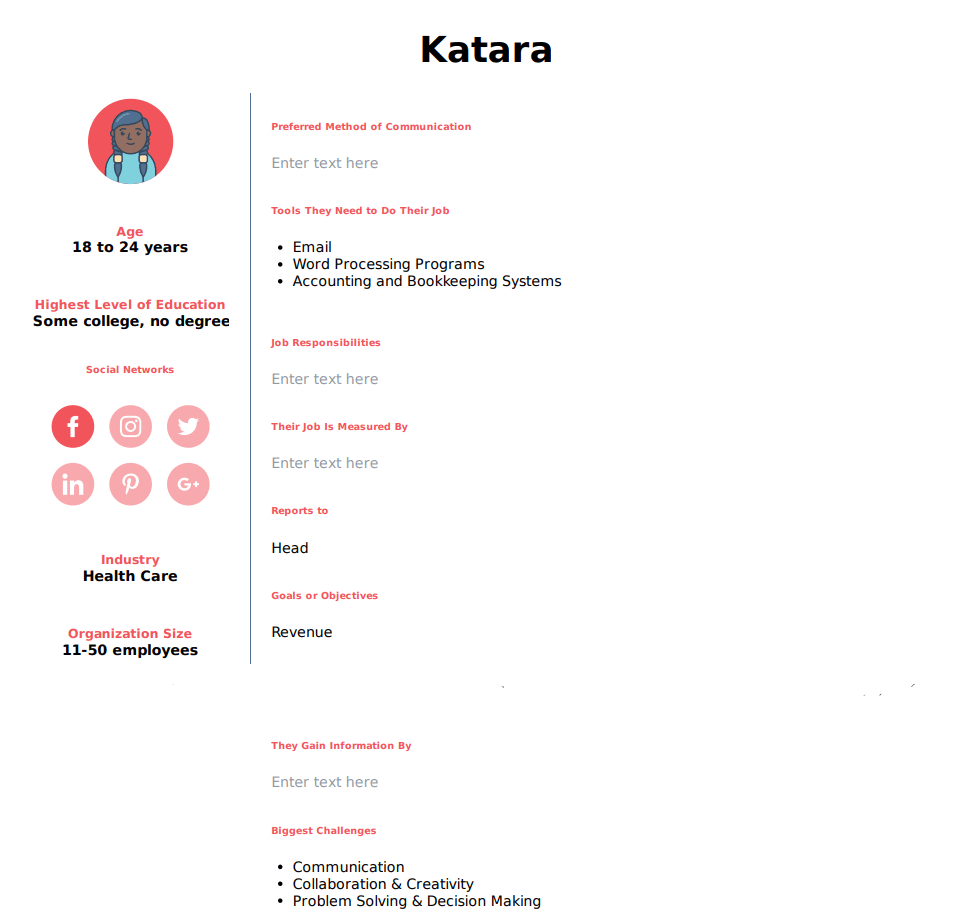 Katara
Age
18 to 24 years
Highest Level of Education
Some college, no degree
Social Networks
f
in
G+
Industry
Health Care
Organization Size
11-50 employees
Preferred Method of Communication
Enter text here
Tools They Need to Do Their Job
• Email
• Word Processing Programs
• Accounting and Bookkeeping Systems
Job Responsibilities
Enter text here
Their Job Is Measured By
Enter text here
Reports to
Head
Goals or Objectives
Revenue
They Gain Information By
Enter text here
Biggest Challenges
• Communication
• Collaboration & Creativity
• Problem Solving & Decision Making